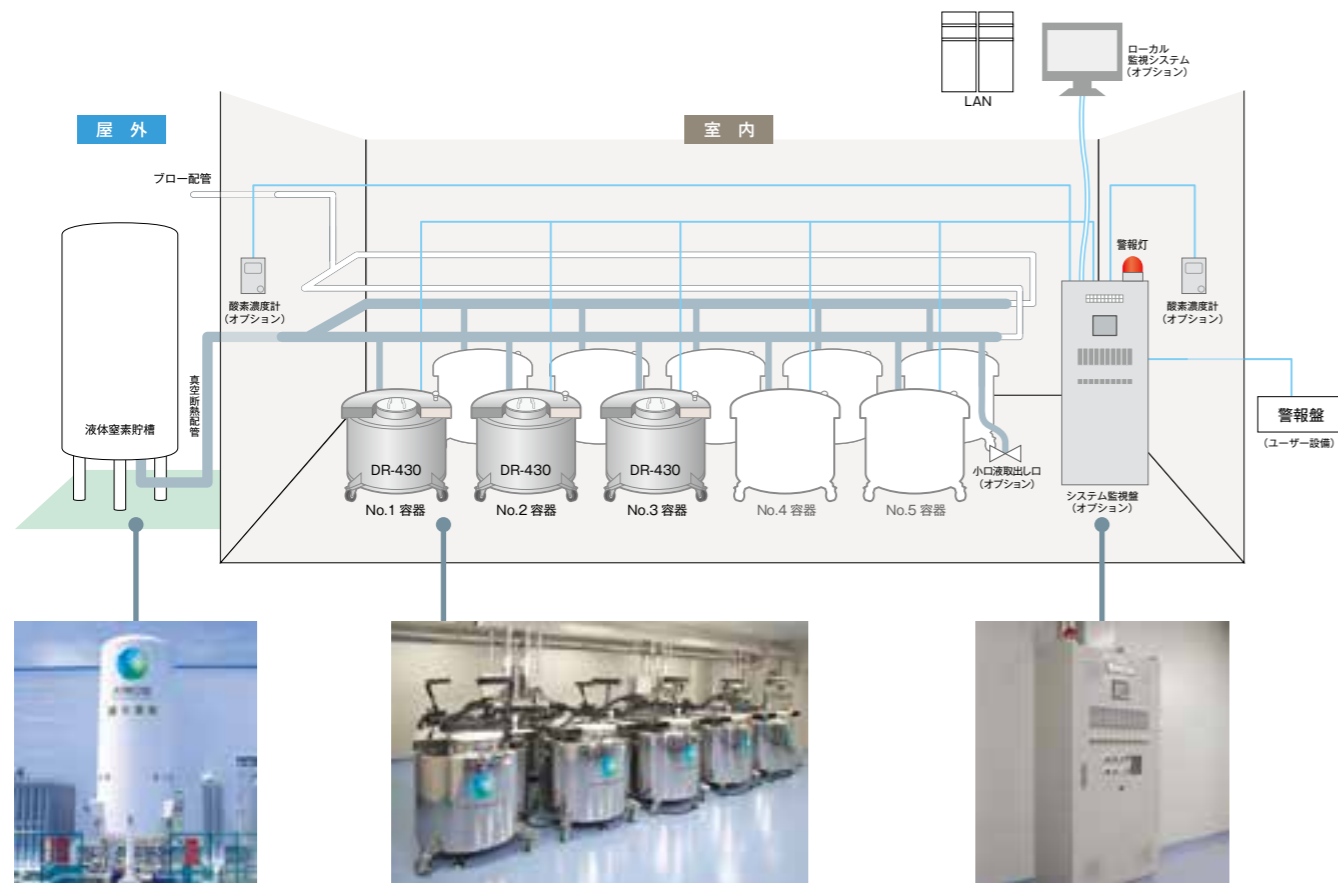 LAN
ローカル
監視システム
(オプション)
屋 外
室 内
ブロー配管
警報灯
酸素濃度計
(オプション)
酸素濃度計
(オプション)
真空断熱配管
液体窒素貯槽
警報盤
(ユーザー設備)
DR-430
DR-430
DR-430
小口液取出し口
(オプション)
システム監視盤
(オプション)
No.1 容器
No.2 容器
No.3 容器
No.4 容器
No.5 容器